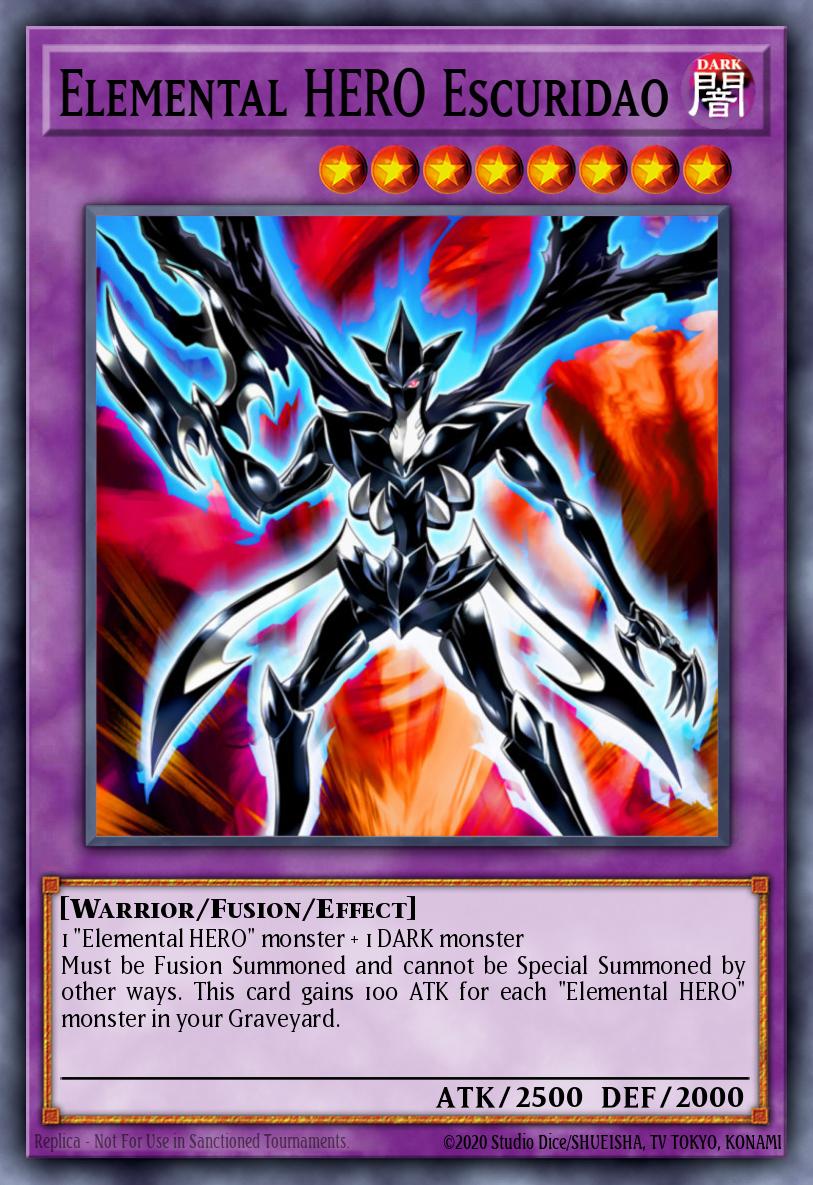 Elemental HERO Escuridao
DARK
闇
[Warrior/Fusion/Effect]
1 "Elemental HERO" monster + 1 DARK monster
Must be Fusion Summoned and cannot be Special Summoned by
other ways. This card gains 100 ATK for each "Elemental HERO"
monster in your Graveyard.
ATK/2500 DEF/2000
Replica - Not For Use in Sanctioned Tournaments.
©2020 Studio Dice/SHUEISHA, TV TOKYO, KONAMI